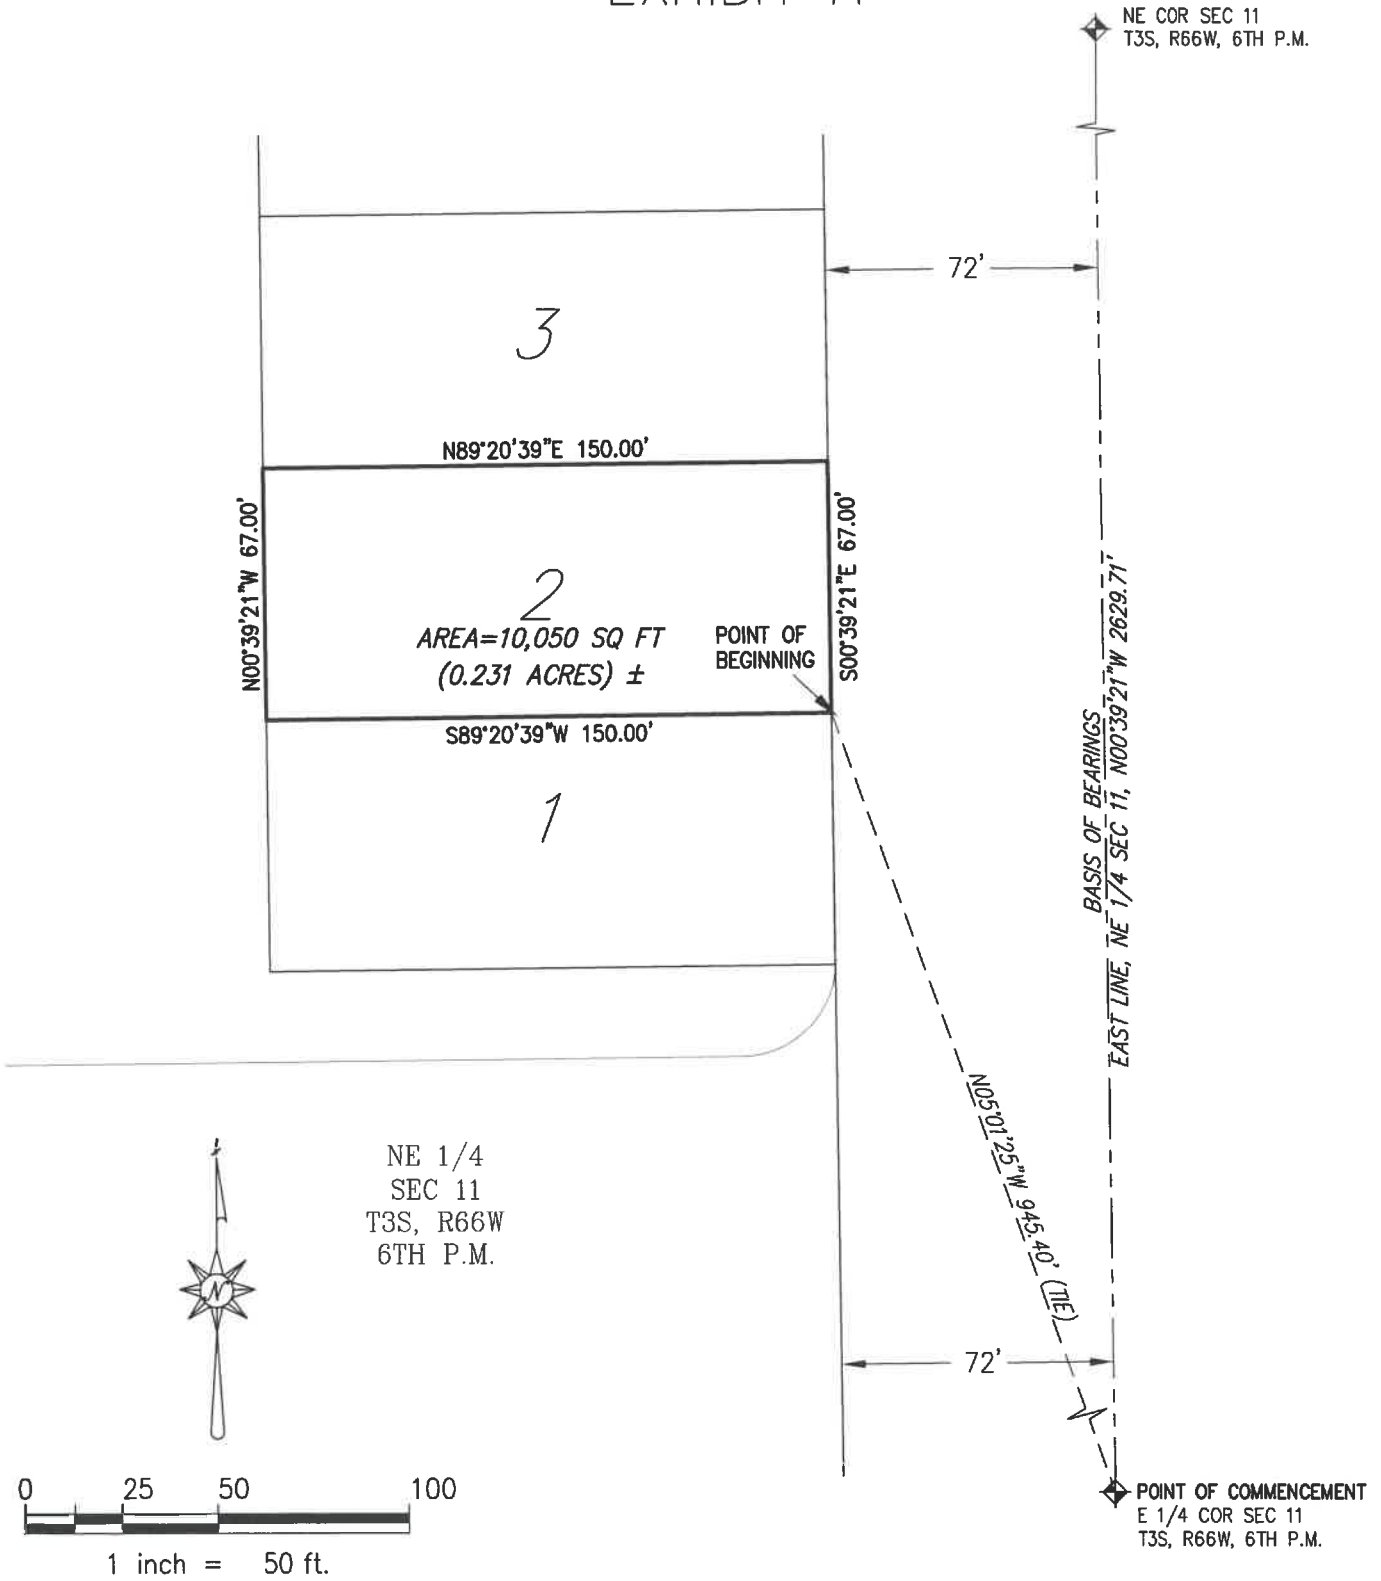 NE COR SEC 11
T3S, R66W, 6TH P.M.
72'
3
N89°20'39"E 150.00'
N00°39'21"W 67.00'
S00°39'21"E 67.00'
2
AREA=10,050 SQ FT
(0.231 ACRES) ±
POINT OF
BEGINNING
S89°20'39"W 150.00'
1
BASIS OF BEARINGS
EAST LINE, NE 1/4 SEC 11, N00°39'21"W 2629.71'
N05°01'25"W 945.40' (TIE)
NE 1/4
SEC 11
T3S, R66W
6TH P.M.
N
72'
0 25 50 100
1 inch = 50 ft.
POINT OF COMMENCEMENT
E 1/4 COR SEC 11
T3S, R66W, 6TH P.M.